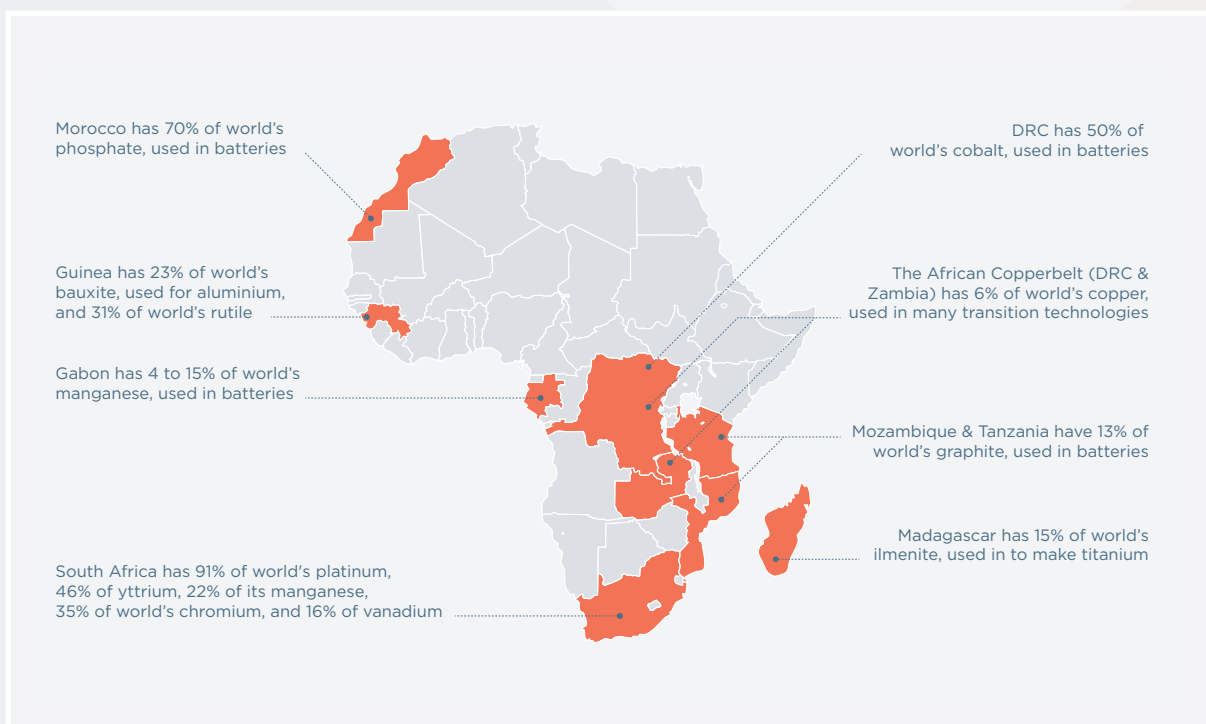 Morocco has 70% of world's
phosphate, used in batteries
Guinea has 23% of world's
bauxite, used for aluminium,
and 31% of world's rutile
Gabon has 4 to 15% of world's
manganese, used in batteries
South Africa has 91% of world's platinum,
46% of yttrium, 22% of its manganese,
35% of world's chromium, and 16% of vanadium
DRC has 50% of
world's cobalt, used in batteries
The African Copperbelt (DRC &
Zambia) has 6% of world's copper,
used in many transition technologies
Mozambique & Tanzania have 13% of
world's graphite, used in batteries
Madagascar has 15% of world's
ilmenite, used in to make titanium